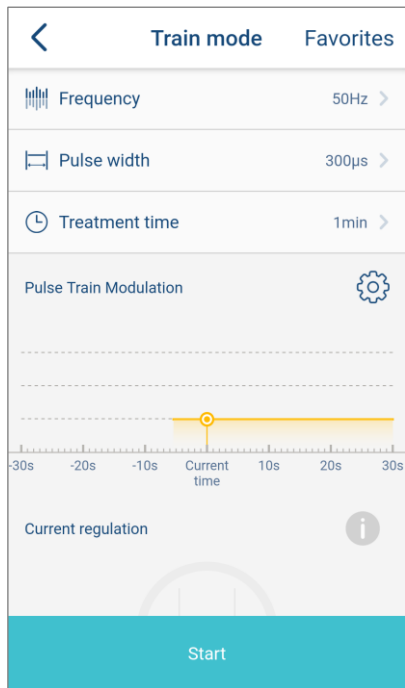 Train mode Favorites
Frequency 50Hz
Pulse width 300µs
Treatment time 1min
Pulse Train Modulation
-30s -20s -10s Current 10s 20s 30s
time
Current regulation
Start